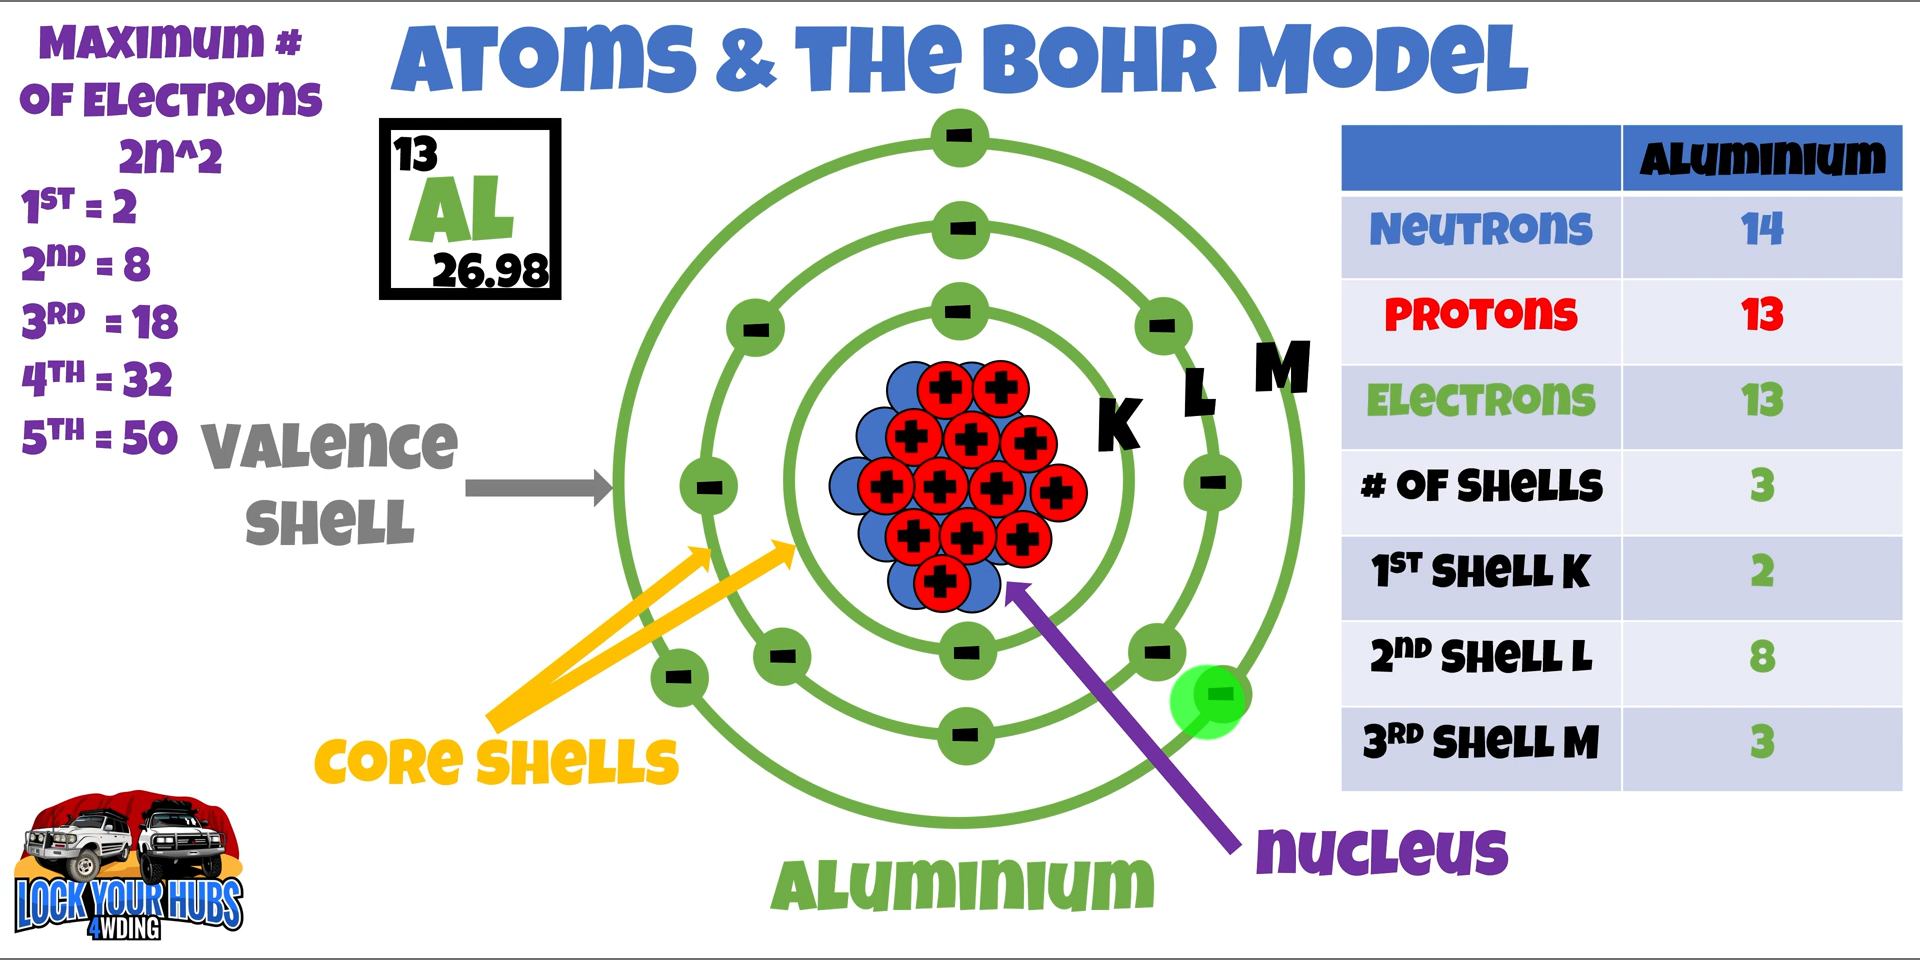 Maximum #
of Electrons
2n^2
1st = 2
2nd = 8
3rd = 18
4th = 32
5th = 50
Atoms & the Bohr Model
13
Al
26.98
Valence
Shell
Core Shells
K
L
M
Nucleus
Aluminium
Aluminium
Neutrons 14
Protons 13
Electrons 13
# of Shells 3
1st Shell K 2
2nd Shell L 8
3rd Shell M 3
LOCK YOUR HUBS
4WDING